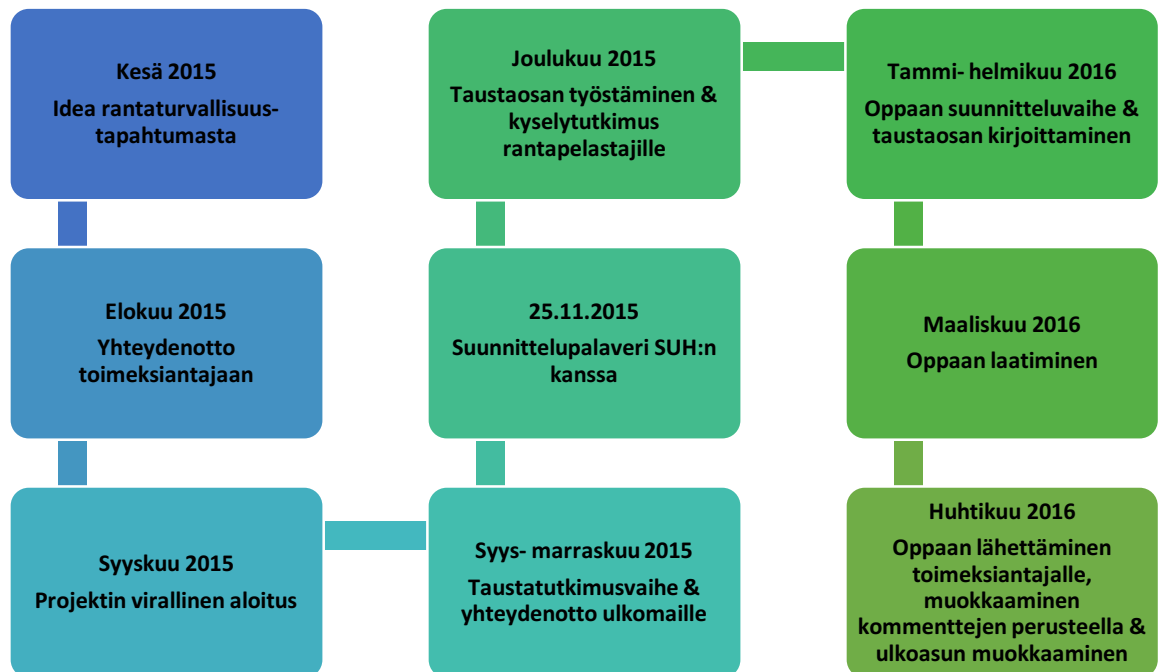 Kesä 2015
Idea rantaturvallisuus-
tapahtumasta
Elokuu 2015
Yhteydenotto
toimeksiantajaan
Syyskuu 2015
Projektin virallinen aloitus
Syys- marraskuu 2015
Taustatutkimusvaihe &
yhteydenotto ulkomaille
25.11.2015
Suunnittelupalaveri SUH:n
kanssa
Joulukuu 2015
Taustaosan työstäminen &
kyselytutkimus
rantapelastajille
Tammi- helmikuu 2016
Oppaan suunnitteluvaihe &
taustaosan kirjoittaminen
Maaliskuu 2016
Oppaan laatiminen
Huhtikuu 2016
Oppaan lähettäminen
toimeksiantajalle,
muokkaaminen
kommenttejen perusteella &
ulkoasun muokkaaminen